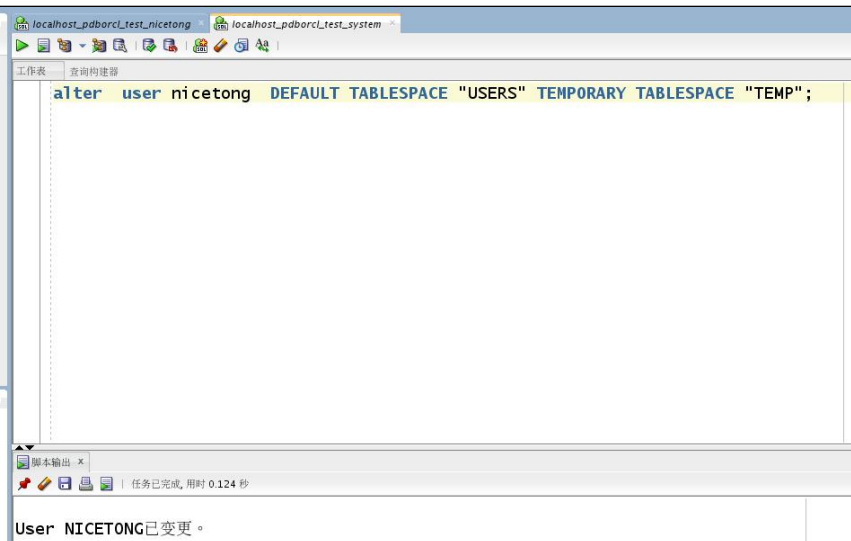 localhost_pdborcl_test_nicetong
localhost_pdborcl_test_system
工作表 查询构建器
alter user nicetong DEFAULT TABLESPACE "USERS" TEMPORARY TABLESPACE "TEMP";
脚本输出 x
任务已完成, 用时 0.124 秒
User NICETONG已变更。